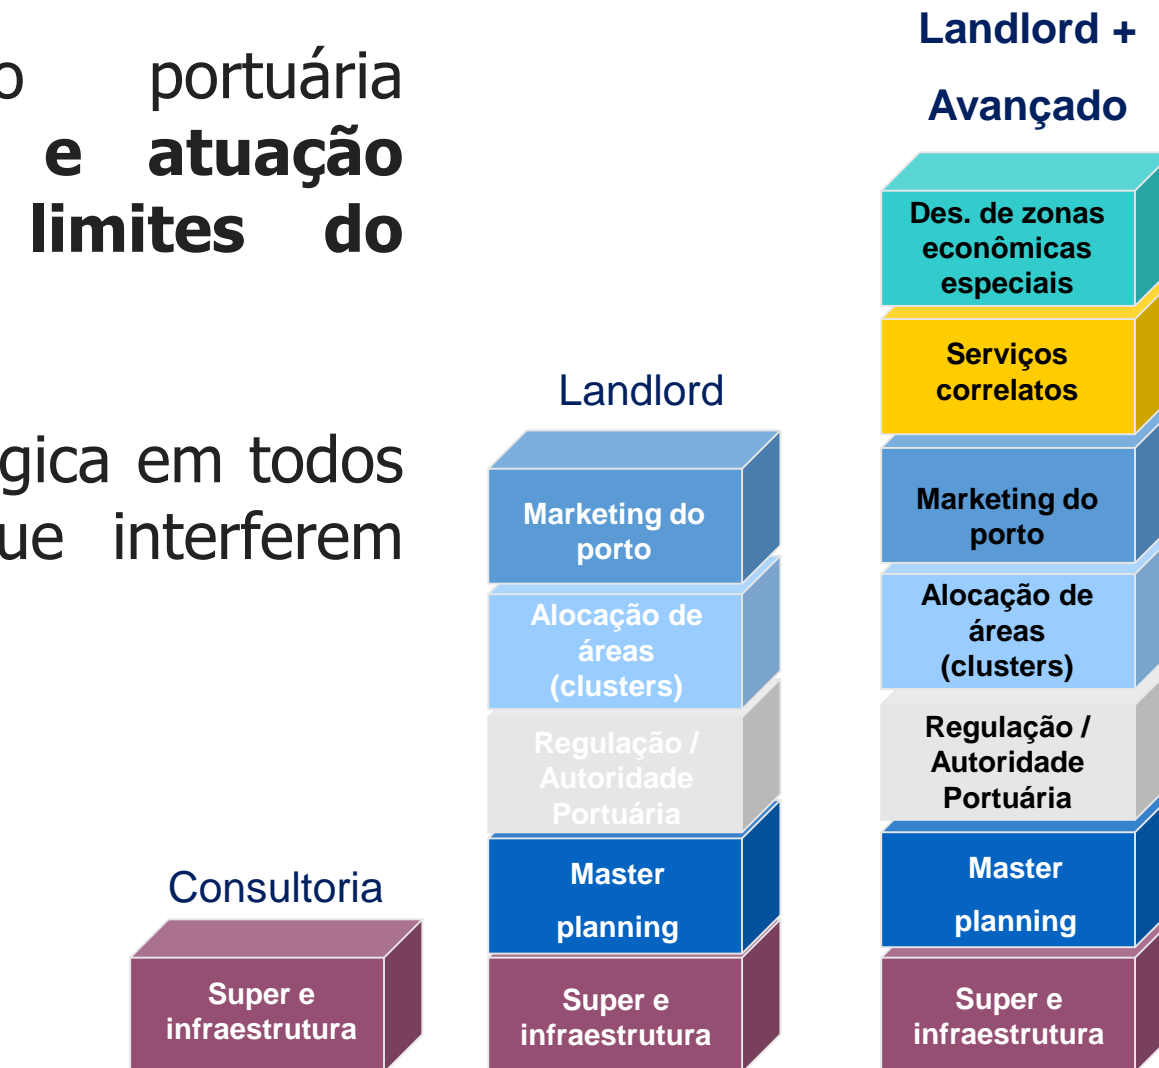 portuária
e atuação
limites do
em todos
interferem
Consultoria
Super e
infraestrutura
Landlord
Marketing do
porto
Alocação de
áreas
(clusters)
Regulação /
Autoridade
Portuária
Master
planning
Super e
infraestrutura
Landlord +
Avançado
Des. de zonas
econômicas
especiais
Serviços
correlatos
Marketing do
porto
Alocação de
áreas
(clusters)
Regulação /
Autoridade
Portuária
Master
planning
Super e
infraestrutura